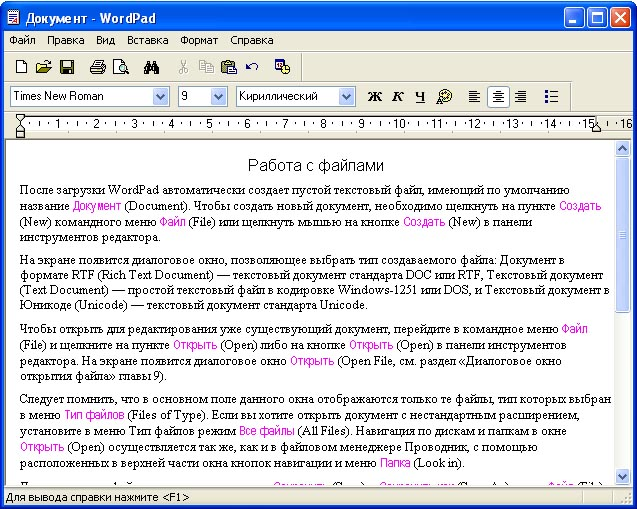 Документ - WordPad
Файл Правка Вид Вставка Формат Справка
Times New Roman 9 Кириллический Ж К Ч
1 2 3 4 5 6 7 8 9 10 11 12 13 14 15 16
Работа с файлами
После загрузки WordPad автоматически создает пустой текстовый файл, имеющий по умолчанию
название Документ (Document). Чтобы создать новый документ, необходимо щелкнуть на пункте Создать
(New) командного меню Файл (File) или щелкнуть мышью на кнопке Создать (New) в панели
инструментов редактора.
На экране появится диалоговое окно, позволяющее выбрать тип создаваемого файла: Документ в
формате RTF (Rich Text Document) — текстовый документ стандарта DOC или RTF, Текстовый документ
(Text Document) — простой текстовый файл в кодировке Windows-1251 или DOS, и Текстовый документ в
Юникоде (Unicode) — текстовый документ стандарта Unicode.
Чтобы открыть для редактирования уже существующий документ, перейдите в командное меню Файл
(File) и щелкните на пункте Открыть (Open) либо на кнопке Открыть (Open) в панели инструментов
редактора. На экране появится диалоговое окно Открыть (Open File, см. раздел «Диалоговое окно
открытия файла» главы 9).
Следует помнить, что в основном поле данного окна отображаются только те файлы, тип которых выбран
в меню Тип файлов (Files of Type). Если вы хотите открыть документ с нестандартным расширением,
установите в меню Тип файлов режим Все файлы (All Files). Навигация по дискам и папкам в окне
Открыть (Open) осуществляется так же, как и в файловом менеджере Проводник, с помощью
расположенных в верхней части окна кнопок навигации и меню Папка (Look in).
Для вывода справки нажмите <F1>